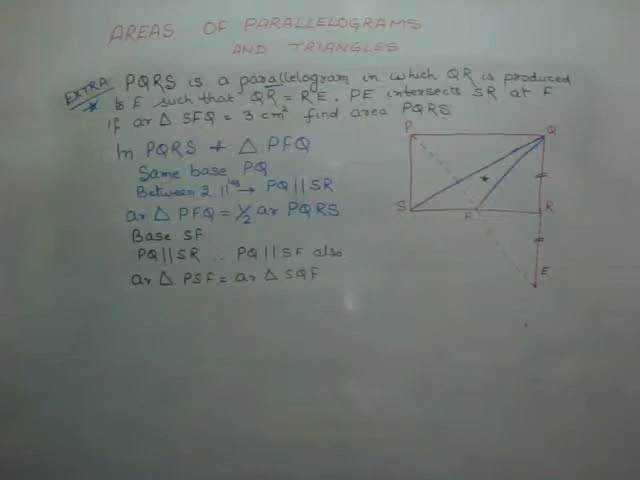 AREAS OF PARALLELOGRAMS
AND TRIANGLES
EXTRA PQRS is a parallelogram in which QR is produced
to E such that QR = RE. PE intersects SR at F
If ar △ SFQ = 3 cm² find area PQRS
In PQRS + △ PFQ
Same base PQ
Between 2 ||ˡᵉˢ → PQ || SR
ar △ PFQ = 1/2 ar PQRS
Base SF
PQ || SR ∴ PQ || SF also
ar △ PSF = ar △ SQF
P Q
S F R
E